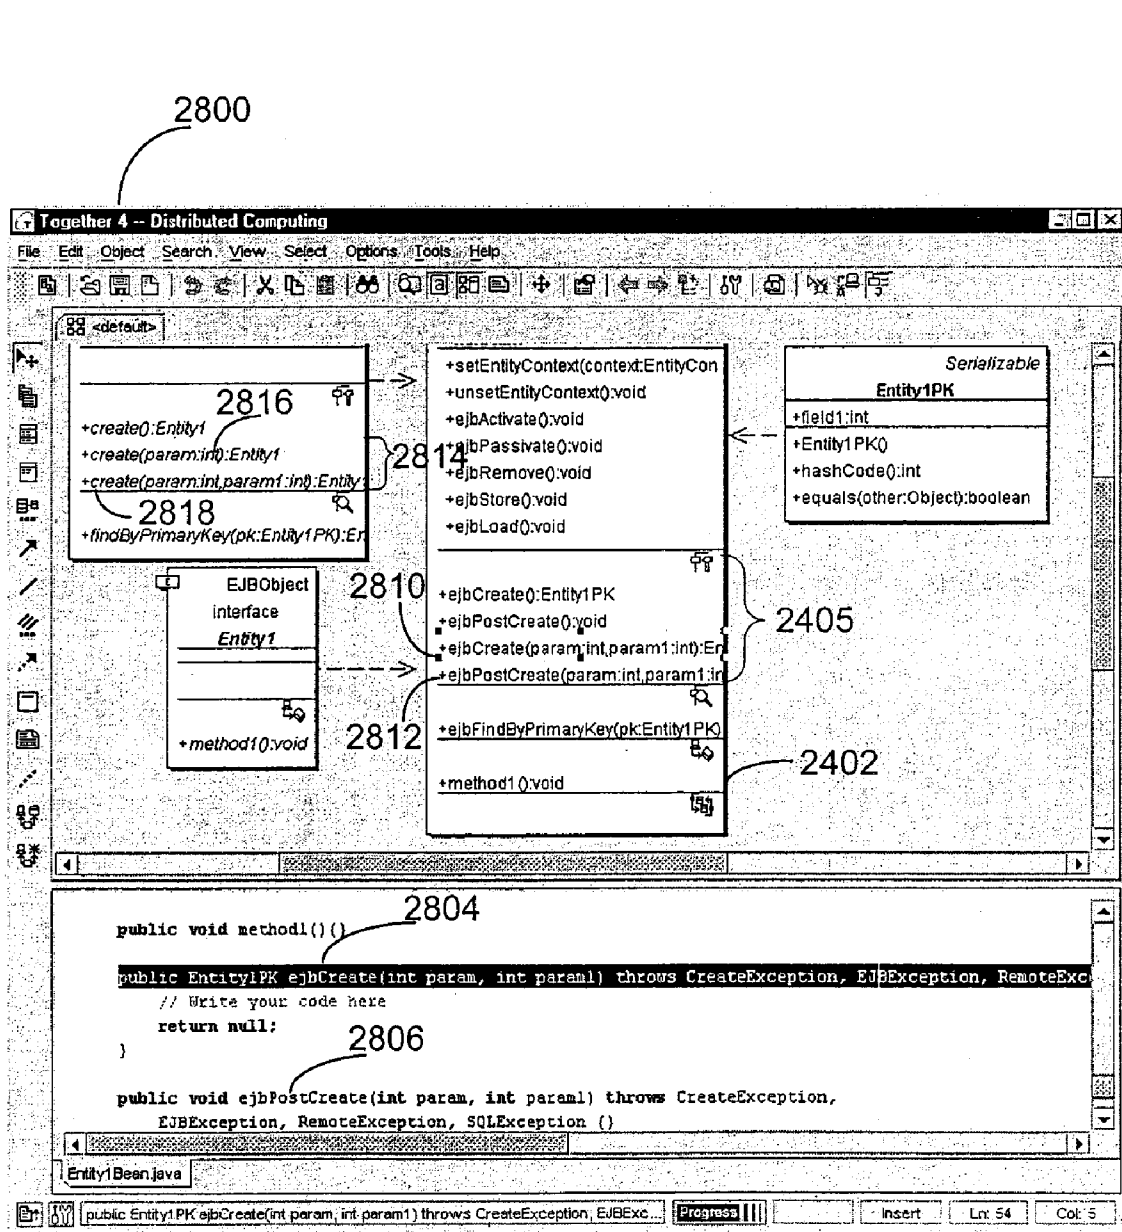 2800
Together 4 -- Distributed Computing
File Edit Object Search View Select Options Tools Help
<default>
2816
+create():Entity1
+create(param:int):Entity1
+create(param:int,param1:int):Entity
2814
2818
+findByPrimaryKey(pk:Entity1PK):En
EJBObject
interface
Entity1
+method1():void
+setEntityContext(context:EntityCon
+unsetEntityContext():void
+ejbActivate():void
+ejbPassivate():void
+ejbRemove():void
+ejbStore():void
+ejbLoad():void
2810
+ejbCreate():Entity1PK
+ejbPostCreate():void
+ejbCreate(param:int,param1:int):En
+ejbPostCreate(param:int,param1:in
2405
2812
+ejbFindByPrimaryKey(pk:Entity1PK)
2402
+method1():void
Serializable
Entity1PK
+field1:int
+Entity1PK()
+hashCode():int
+equals(other:Object):boolean
2804
public void method1(){}
public Entity1PK ejbCreate(int param, int param1) throws CreateException, EJBException, RemoteExc
// Write your code here
return null;
}
2806
public void ejbPostCreate(int param, int param1) throws CreateException,
EJBException, RemoteException, SQLException {}
Entity1Bean.java
public Entity1PK ejbCreate(int param, int param1) throws CreateException, EJBExc... Progress Insert Ln: 54 Col: 5